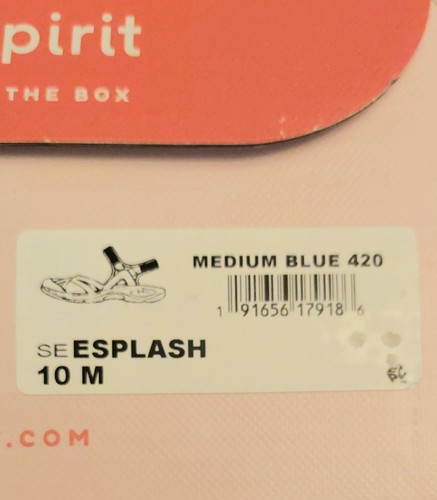 pirit
THE BOX
MEDIUM BLUE 420
1 91656 17918 6
SE ESPLASH
10 M
.COM